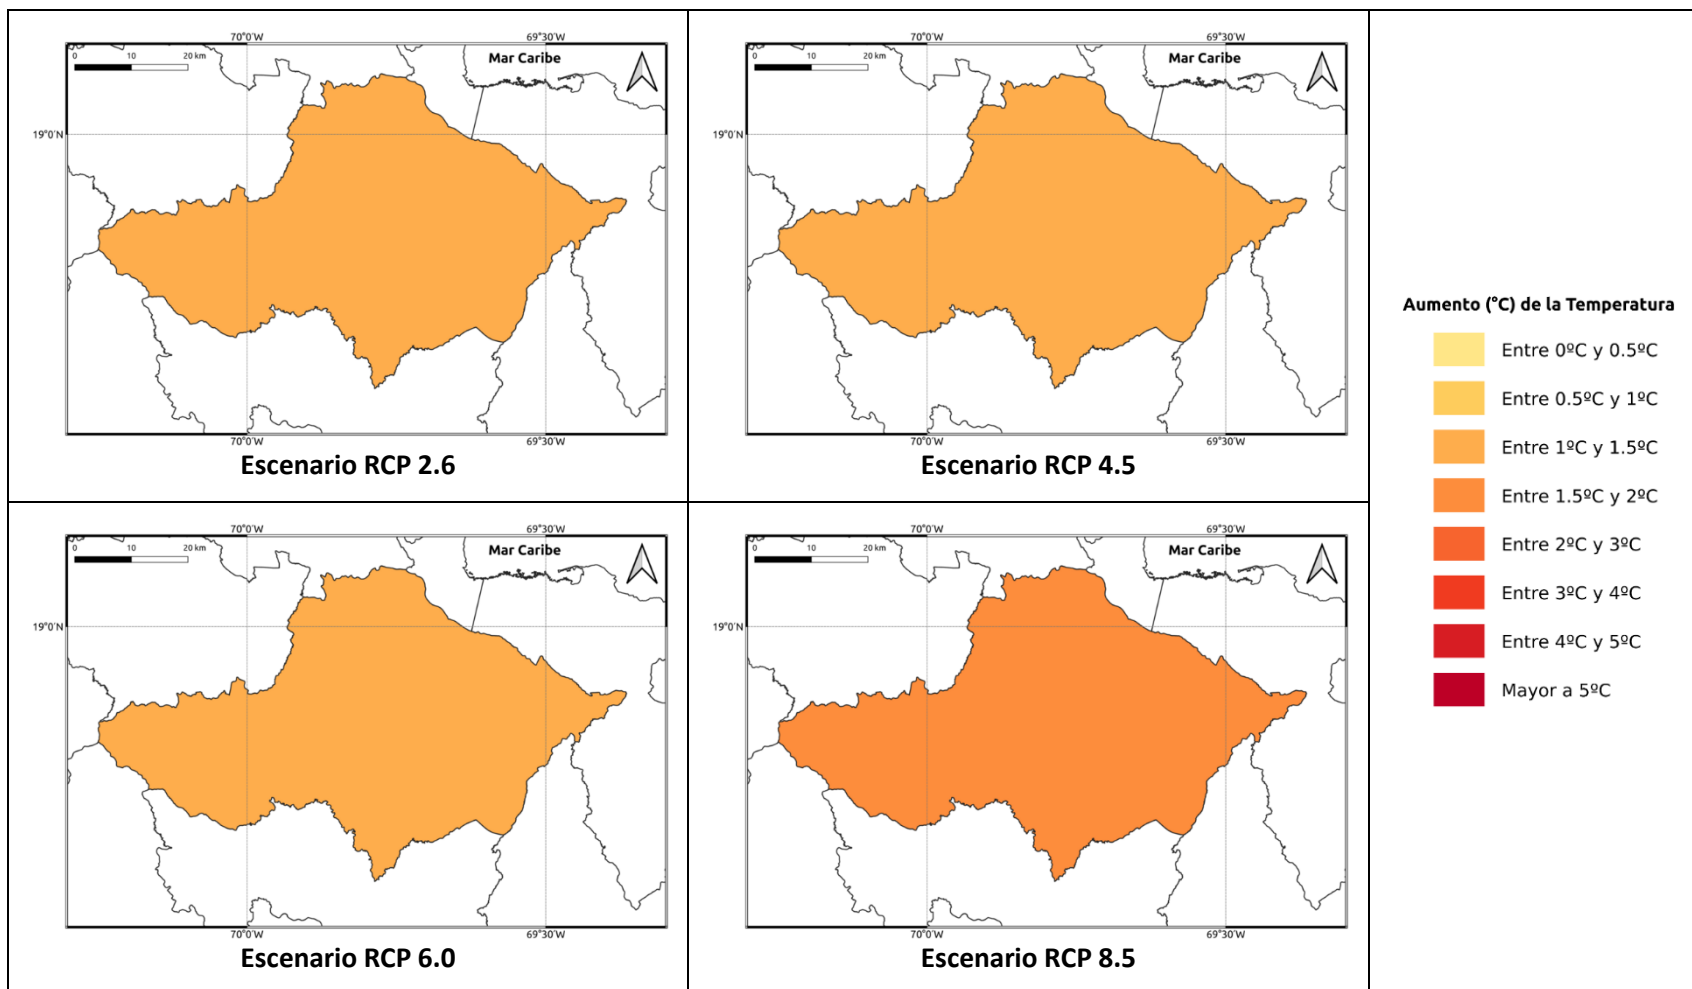 70°0'W 69°30'W
0 10 20 km
Mar Caribe
19°0'N
70°0'W 69°30'W
Escenario RCP 2.6
70°0'W 69°30'W
0 10 20 km
Mar Caribe
19°0'N
70°0'W 69°30'W
Escenario RCP 4.5
70°0'W 69°30'W
0 10 20 km
Mar Caribe
19°0'N
70°0'W 69°30'W
Escenario RCP 6.0
70°0'W 69°30'W
0 10 20 km
Mar Caribe
19°0'N
70°0'W 69°30'W
Escenario RCP 8.5
Aumento (°C) de la Temperatura
Entre 0ºC y 0.5ºC
Entre 0.5ºC y 1ºC
Entre 1ºC y 1.5ºC
Entre 1.5ºC y 2ºC
Entre 2ºC y 3ºC
Entre 3ºC y 4ºC
Entre 4ºC y 5ºC
Mayor a 5ºC